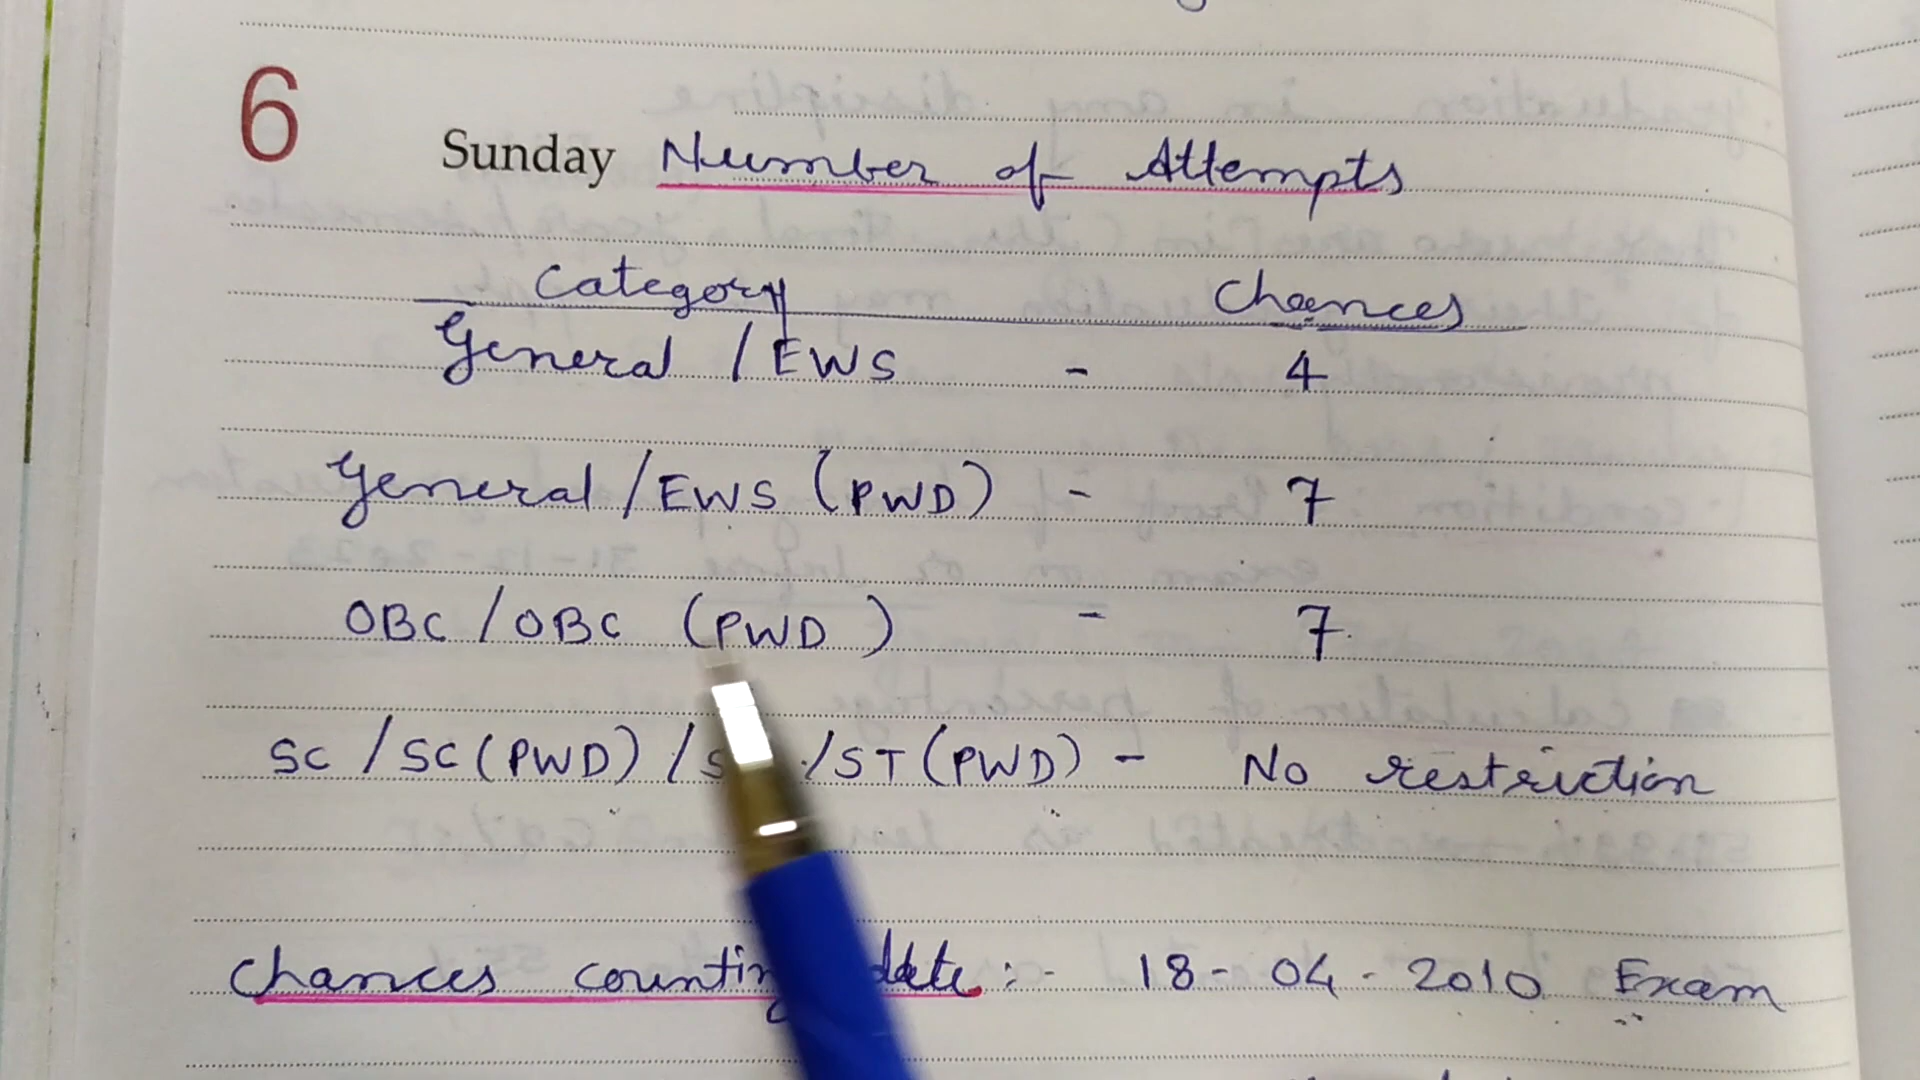 6
Sunday Number of Attempts
Category Chances
General / EWS - 4
General / EWS (PWD) - 7
OBC / OBC (PWD) - 7
SC / SC (PWD) / / ST (PWD) - No restriction
Chances counting date :- 18-04-2010 Exam